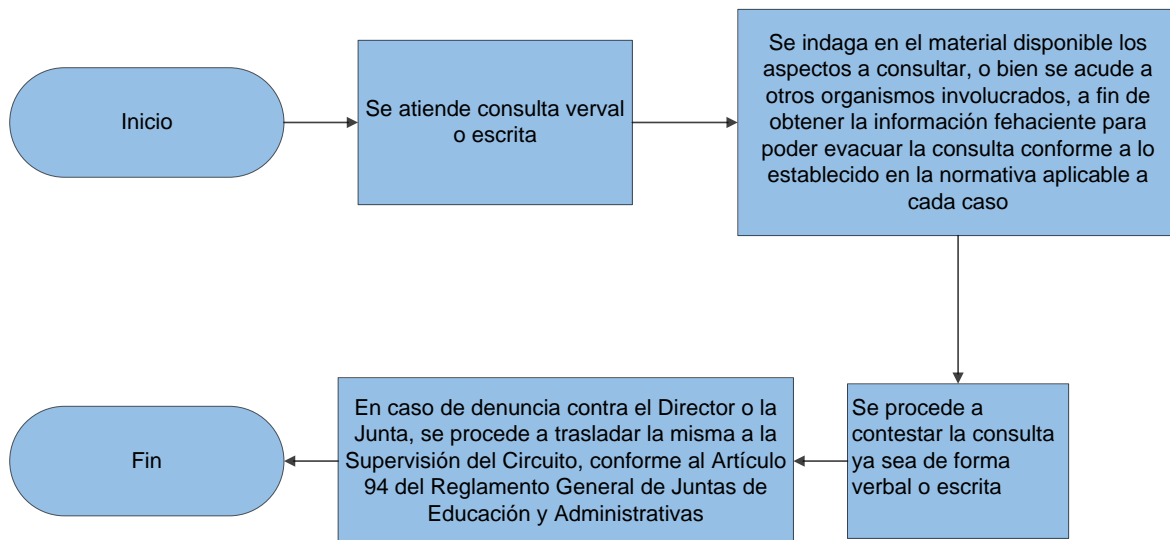 Inicio
Se atiende consulta verval
o escrita
Se indaga en el material disponible los
aspectos a consultar, o bien se acude a
otros organismos involucrados, a fin de
obtener la información fehaciente para
poder evacuar la consulta conforme a lo
establecido en la normativa aplicable a
cada caso
Se procede a
contestar la consulta
ya sea de forma
verbal o escrita
En caso de denuncia contra el Director o la
Junta, se procede a trasladar la misma a la
Supervisión del Circuito, conforme al Artículo
94 del Reglamento General de Juntas de
Educación y Administrativas
Fin